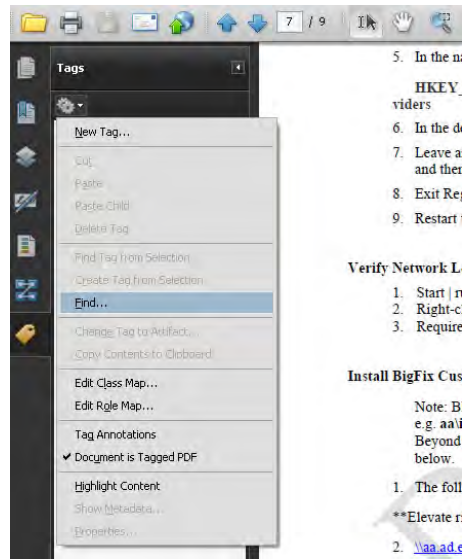 7 / 9
Tags
New Tag...
Cut
Paste
Paste Child
Delete Tag
Find Tag from Selection
Create Tag from Selection
Find...
Change Tag to Artifact...
Copy Contents to Clipboard
Edit Class Map...
Edit Role Map...
Tag Annotations
Document is Tagged PDF
Highlight Content
Show Metadata...
Properties...
5. In the na
HKEY_
viders
6. In the de
7. Leave a
and then
8. Exit Reg
9. Restart
Verify Network L
1. Start | ru
2. Right-cl
3. Require
Install BigFix Cus
Note: B
e.g. aa\i
Beyond
below.
1. The foll
**Elevate ri
2. \\aa.ad.e